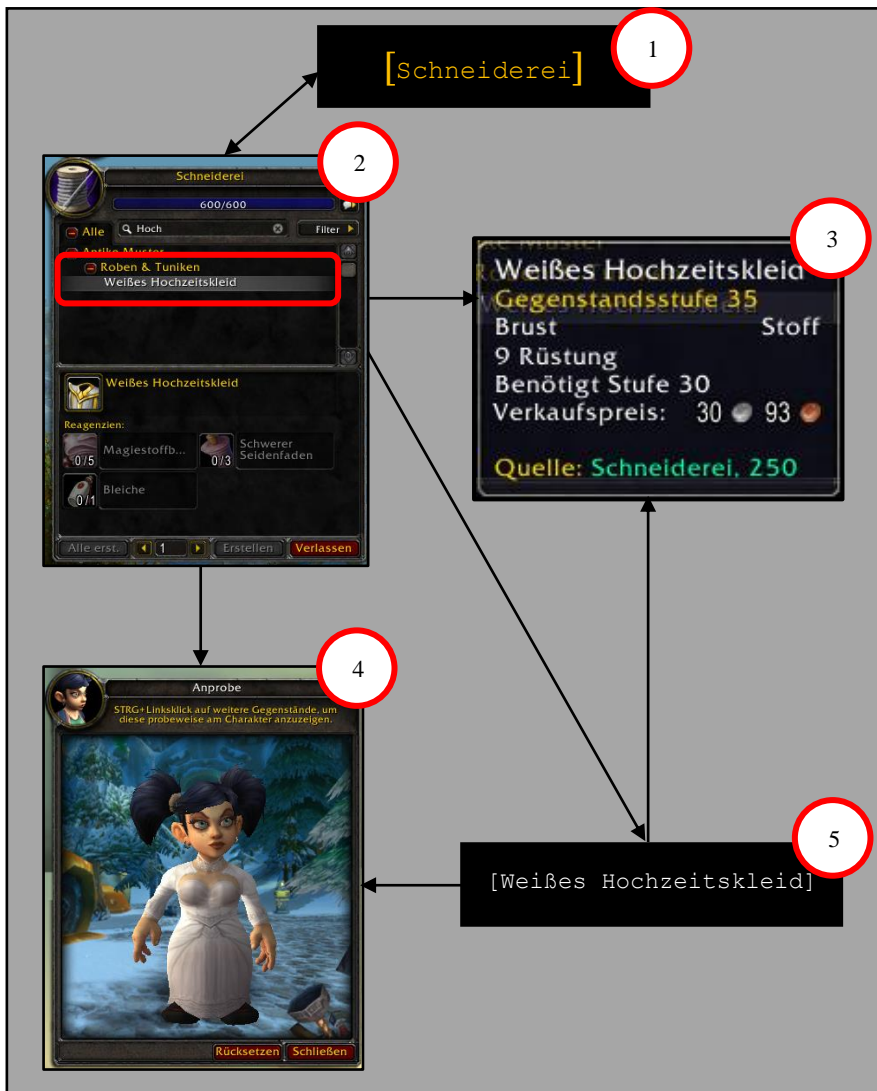 1
[Schneiderei]
2
Schneiderei
600/600
Alle
Hoch
Filter
Antike Muster
Roben & Tuniken
Weißes Hochzeitskleid
Weißes Hochzeitskleid
Reagenzien:
0/5
Magiestoffb...
0/3
Schwerer
Seidenfaden
0/1
Bleiche
Alle erst.
1
Erstellen
Verlassen
3
Weißes Hochzeitskleid
Gegenstandsstufe 35
Brust Stoff
9 Rüstung
Benötigt Stufe 30
Verkaufspreis: 30 93
Quelle: Schneiderei, 250
4
Anprobe
STRG+Linksklick auf weitere Gegenstände, um
diese probeweise am Charakter anzuzeigen.
Rücksetzen
Schließen
5
[Weißes Hochzeitskleid]